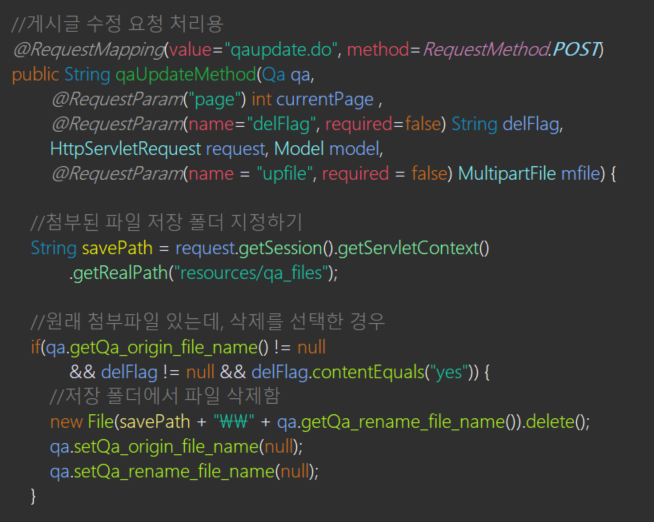 //게시글 수정 요청 처리용
@RequestMapping(value="qaupdate.do", method=RequestMethod.POST)
public String qaUpdateMethod(Qa qa,
@RequestParam("page") int currentPage ,
@RequestParam(name="delFlag", required=false) String delFlag,
HttpServletRequest request, Model model,
@RequestParam(name = "upfile", required = false) MultipartFile mfile) {
//첨부된 파일 저장 폴더 지정하기
String savePath = request.getSession().getServletContext()
.getRealPath("resources/qa_files");
//원래 첨부파일 있는데, 삭제를 선택한 경우
if(qa.getQa_origin_file_name() != null
&& delFlag != null && delFlag.contentEquals("yes")) {
//저장 폴더에서 파일 삭제함
new File(savePath + "₩₩" + qa.getQa_rename_file_name()).delete();
qa.setQa_origin_file_name(null);
qa.setQa_rename_file_name(null);
}